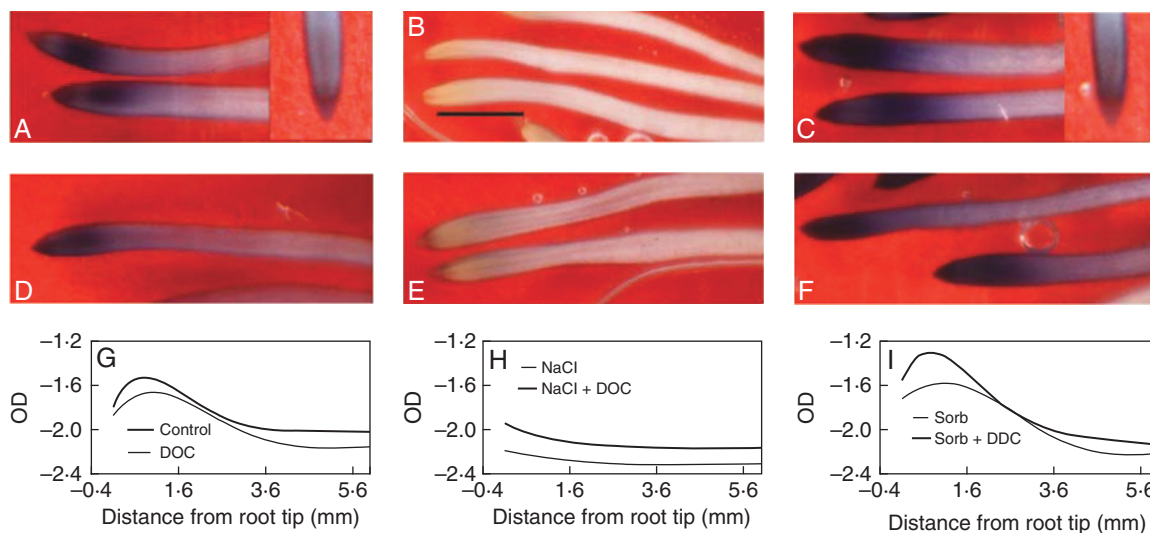 A
B
C
D
E
F
G
−1·2
−1·6
−2·0
−2·4
OD
Control
DOC
−0·4 1·6 3·6 5·6
Distance from root tip (mm)
H
−1·2
−1·6
−2·0
−2·4
OD
NaCl
NaCl + DOC
−0·4 1·6 3·6 5·6
Distance from root tip (mm)
I
−1·2
−1·6
−2·0
−2·4
OD
Sorb
Sorb + DDC
−0·4 1·6 3·6 5·6
Distance from root tip (mm)